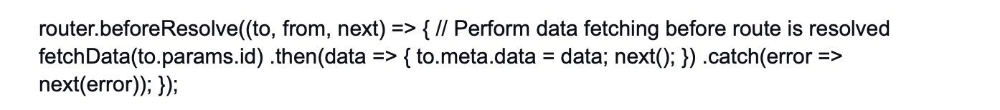 router.beforeResolve((to, from, next) => { // Perform data fetching before route is resolved
fetchData(to.params.id) .then(data => { to.meta.data = data; next(); }) .catch(error =>
next(error)); });